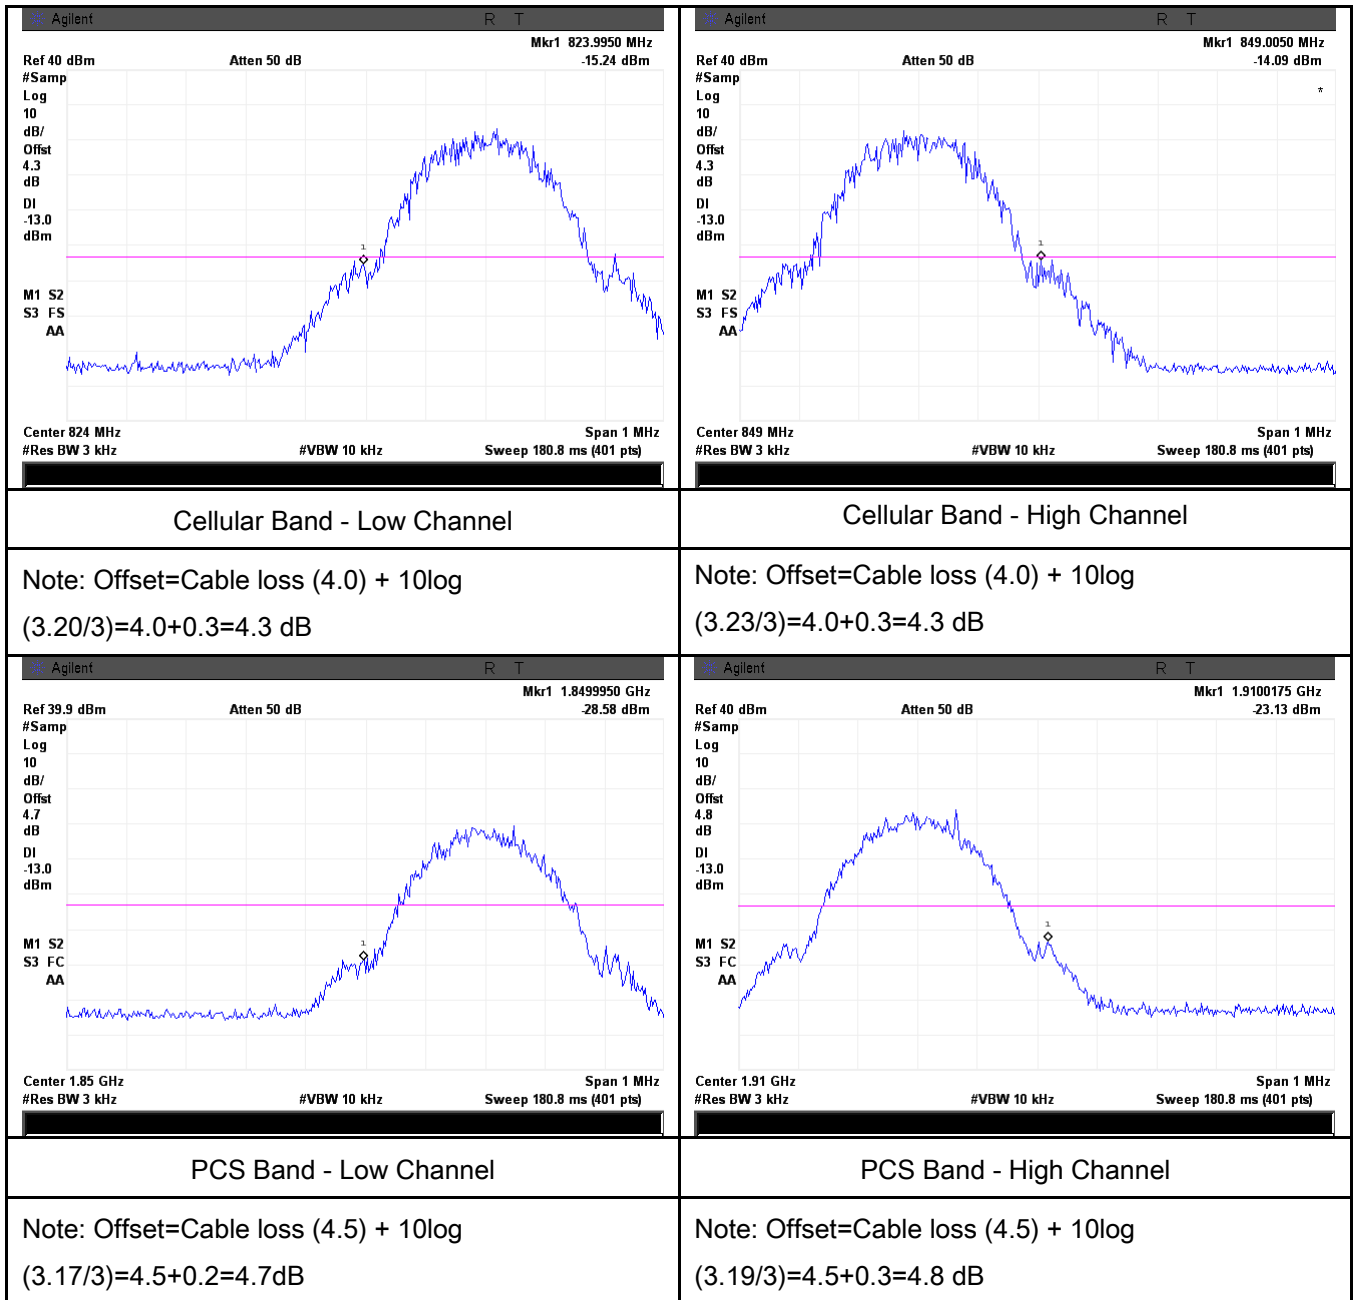 Agilent R T
Mkr1 823.9950 MHz
Ref 40 dBm Atten 50 dB -15.24 dBm
#Samp
Log
10
dB/
Offst
4.3
dB
DI
-13.0
dBm
1
M1 S2
S3 FS
AA
Center 824 MHz Span 1 MHz
#Res BW 3 kHz #VBW 10 kHz Sweep 180.8 ms (401 pts)
Agilent R T
Mkr1 849.0050 MHz
Ref 40 dBm Atten 50 dB -14.09 dBm
#Samp
*
Log
10
dB/
Offst
4.3
dB
DI
-13.0
dBm
1
M1 S2
S3 FS
AA
Center 849 MHz Span 1 MHz
#Res BW 3 kHz #VBW 10 kHz Sweep 180.8 ms (401 pts)
Cellular Band - Low Channel
Cellular Band - High Channel
Note: Offset=Cable loss (4.0) + 10log
(3.20/3)=4.0+0.3=4.3 dB
Note: Offset=Cable loss (4.0) + 10log
(3.23/3)=4.0+0.3=4.3 dB
Agilent R T
Mkr1 1.8499950 GHz
Ref 39.9 dBm Atten 50 dB -28.58 dBm
#Samp
Log
10
dB/
Offst
4.7
dB
DI
-13.0
dBm
1
M1 S2
S3 FC
AA
Center 1.85 GHz Span 1 MHz
#Res BW 3 kHz #VBW 10 kHz Sweep 180.8 ms (401 pts)
Agilent R T
Mkr1 1.9100175 GHz
Ref 40 dBm Atten 50 dB -23.13 dBm
#Samp
Log
10
dB/
Offst
4.8
dB
DI
-13.0
dBm
1
M1 S2
S3 FC
AA
Center 1.91 GHz Span 1 MHz
#Res BW 3 kHz #VBW 10 kHz Sweep 180.8 ms (401 pts)
PCS Band - Low Channel
PCS Band - High Channel
Note: Offset=Cable loss (4.5) + 10log
(3.17/3)=4.5+0.2=4.7dB
Note: Offset=Cable loss (4.5) + 10log
(3.19/3)=4.5+0.3=4.8 dB